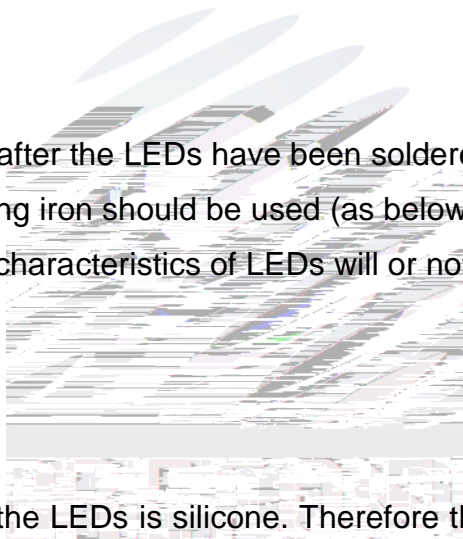 after the LEDs have been soldere
ng iron should be used (as below
characteristics of LEDs will or no
the LEDs is silicone. Therefore t